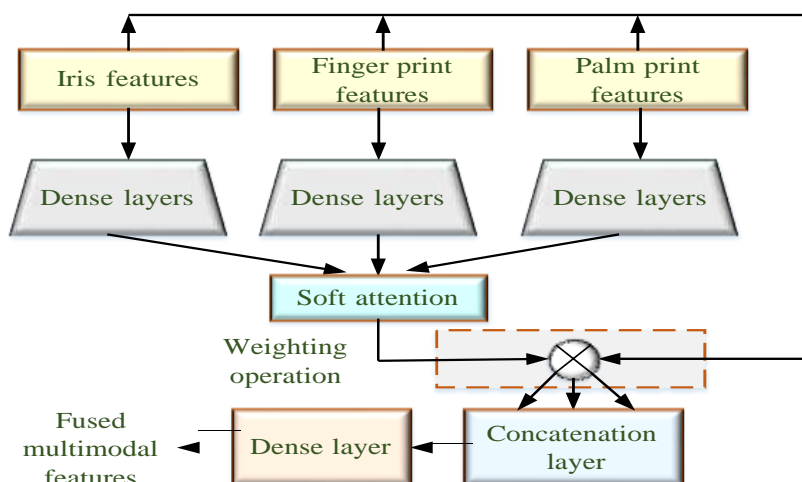 Iris features
Finger print
features
Palm print
features
Dense layers
Dense layers
Dense layers
Soft attention
Weighting
operation
Fused
multimodal
features
Dense layer
Concatenation
layer